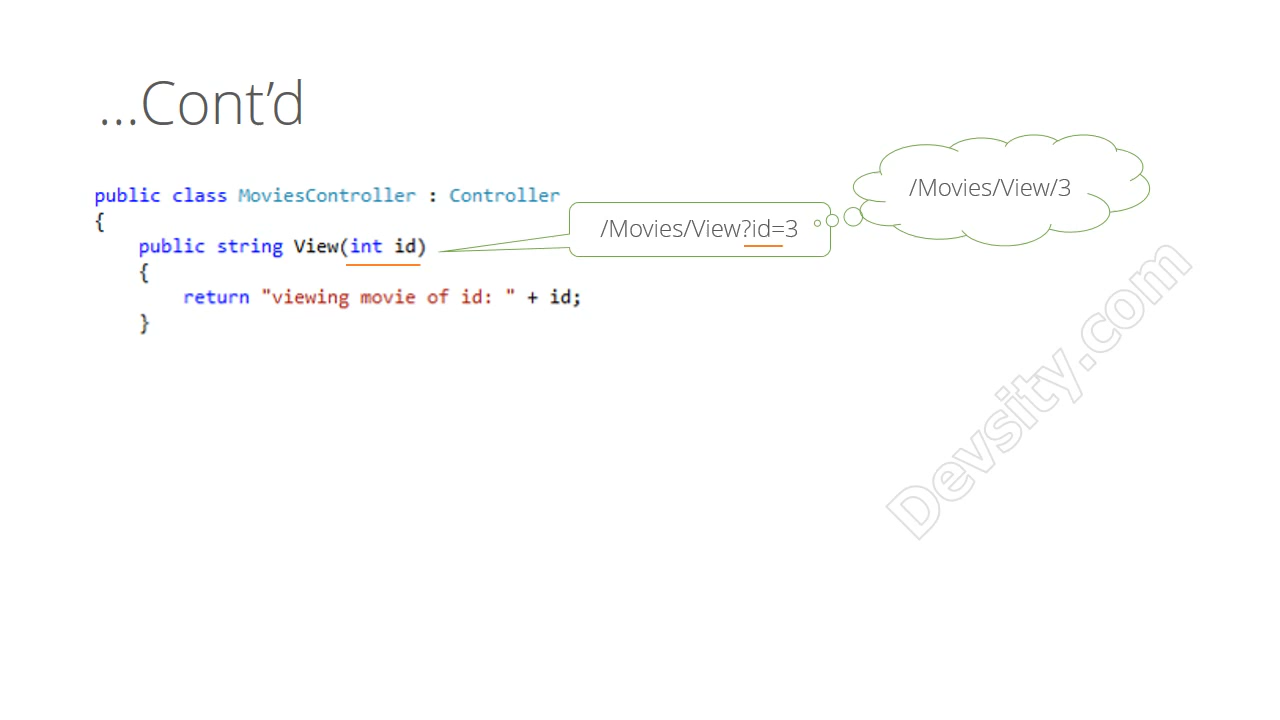 ...Cont’d
/Movies/View/3
public class MoviesController : Controller
{
/Movies/View?id=3
public string View(int id)
{
return "viewing movie of id: " + id;
}
Devsity.com